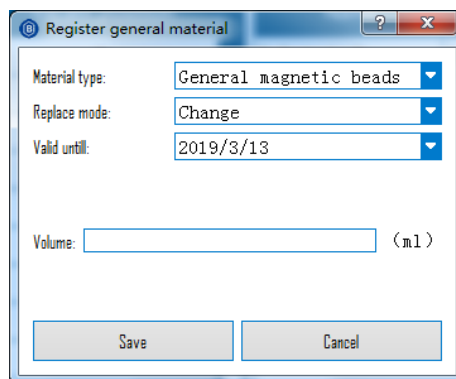 Register general material
Material type: General magnetic beads
Replace mode: Change
Valid untill: 2019/3/13
Volume: (ml)
Save Cancel